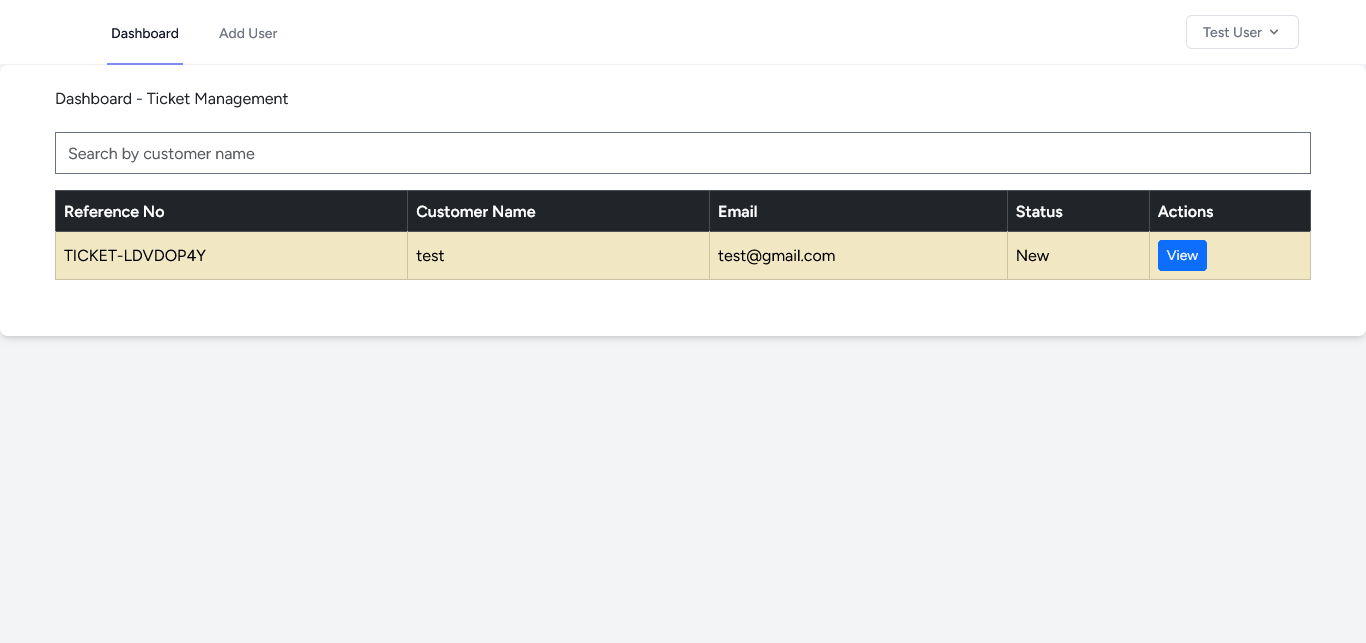 Dashboard Add User Test User
Dashboard - Ticket Management
Search by customer name
Reference No Customer Name Email Status Actions
TICKET-LDVDOP4Y test test@gmail.com New View